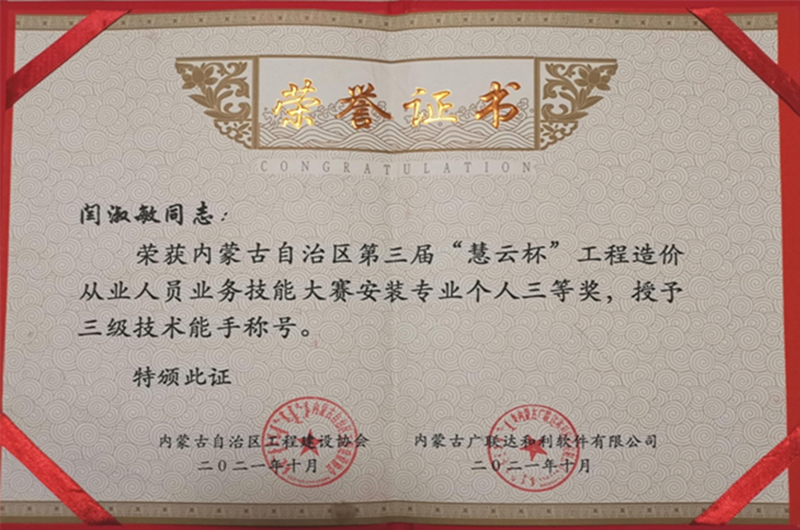 荣誉证书
CONGRATULATION
闫淑敏同志：
荣获内蒙古自治区第三届“慧云杯”工程造价
从业人员业务技能大赛安装专业个人三等奖，授予
三级技术能手称号。
特颁此证
内蒙古自治区工程建设协会 内蒙古广联达和利软件有限公司
二〇二一年十月 二〇二一年十月